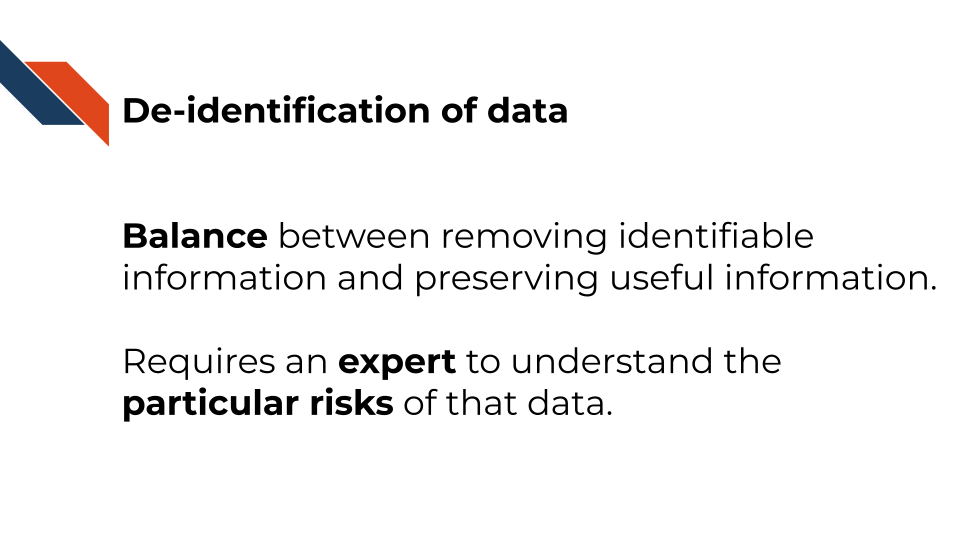 De-identification of data
Balance between removing identifiable
information and preserving useful information.
Requires an expert to understand the
particular risks of that data.